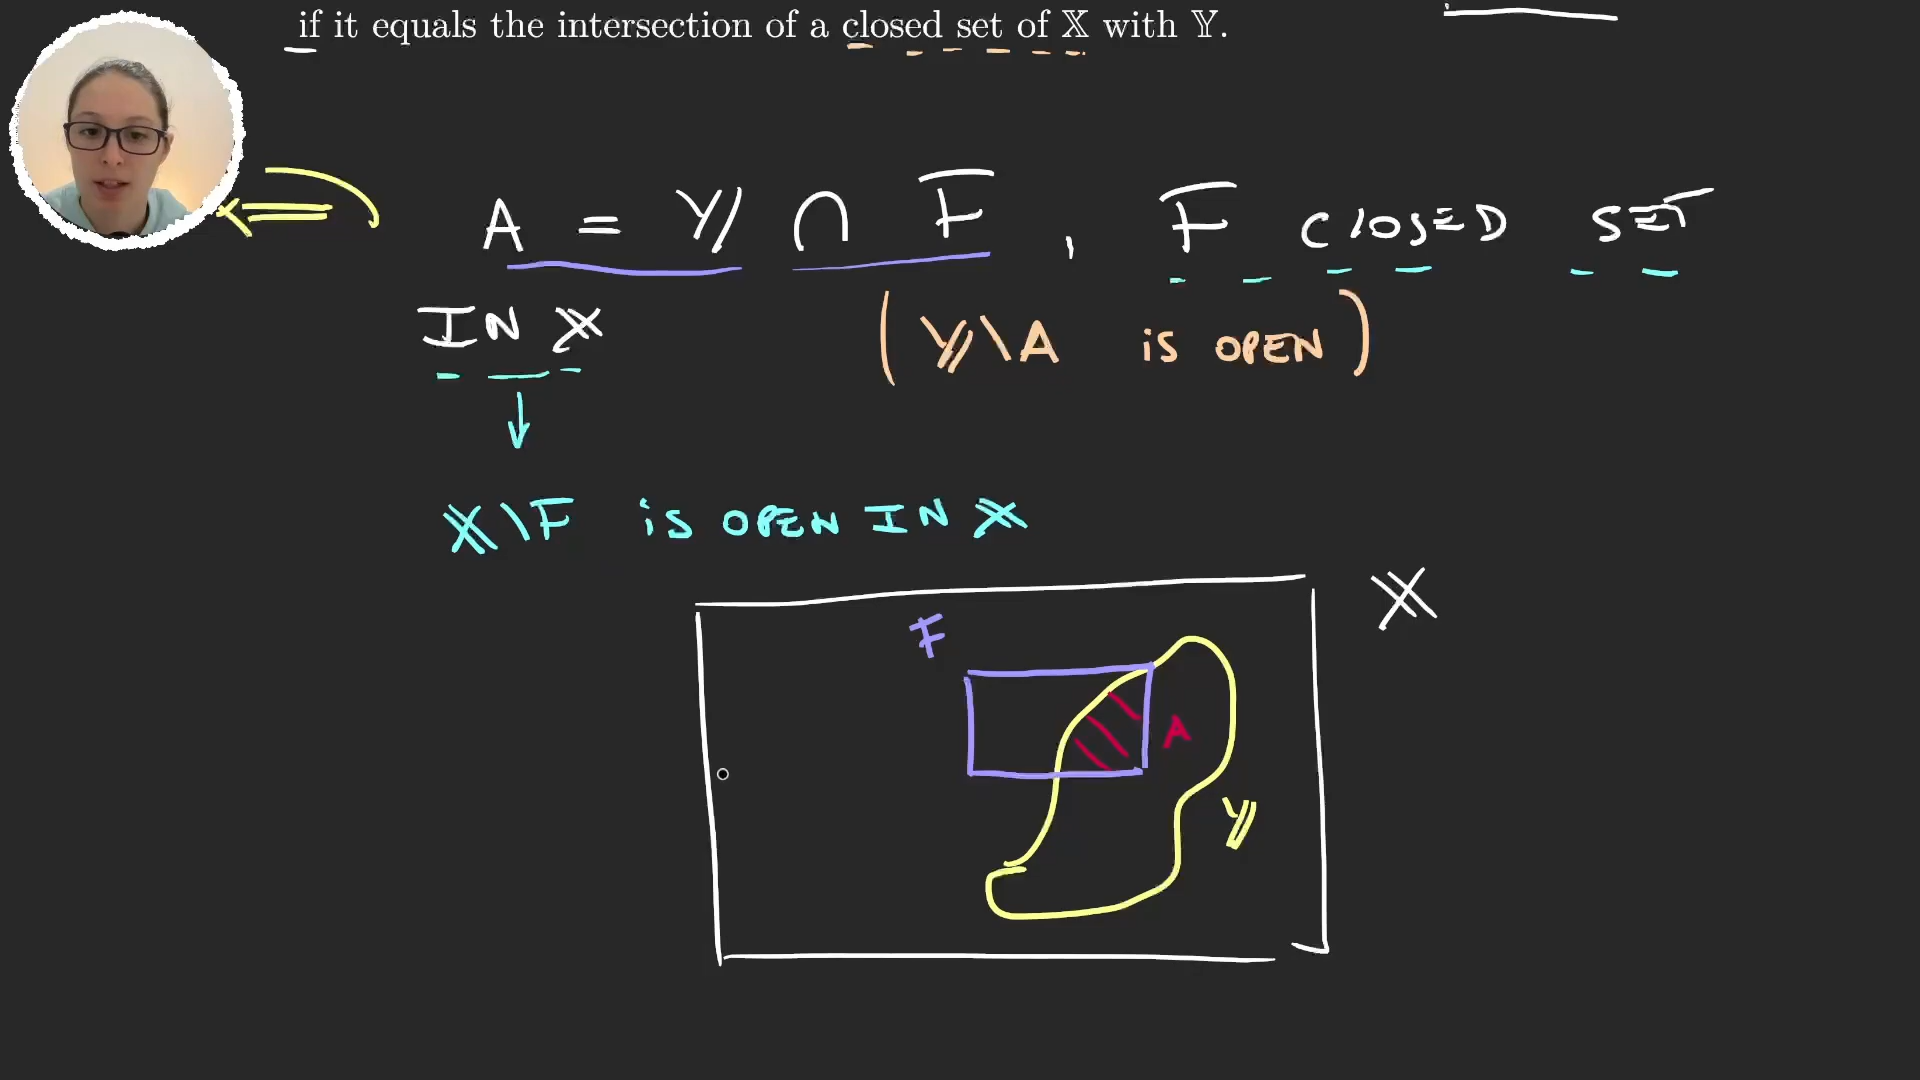 if it equals the intersection of a closed set of 𝕏 with 𝕐.
⇐ A = 𝕐 ∩ F , F CLOSED SET
IN 𝕏 (𝕐\A is OPEN)
↓
𝕏\F is OPEN IN 𝕏
𝕏
F
A
𝕐